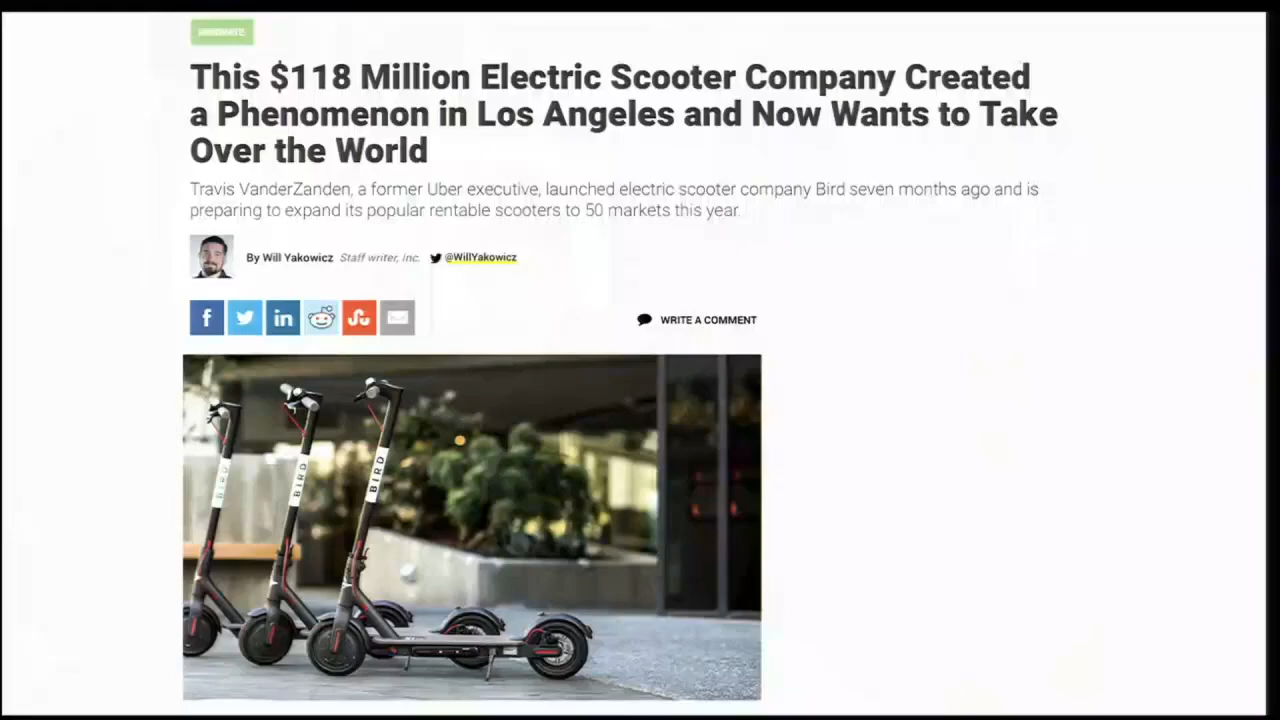 This $118 Million Electric Scooter Company Created
a Phenomenon in Los Angeles and Now Wants to Take
Over the World
Travis VanderZanden, a former Uber executive, launched electric scooter company Bird seven months ago and is
preparing to expand its popular rentable scooters to 50 markets this year.
By Will Yakowicz Staff writer, Inc. @WillYakowicz
f in WRITE A COMMENT
BIRD BIRD BIRD